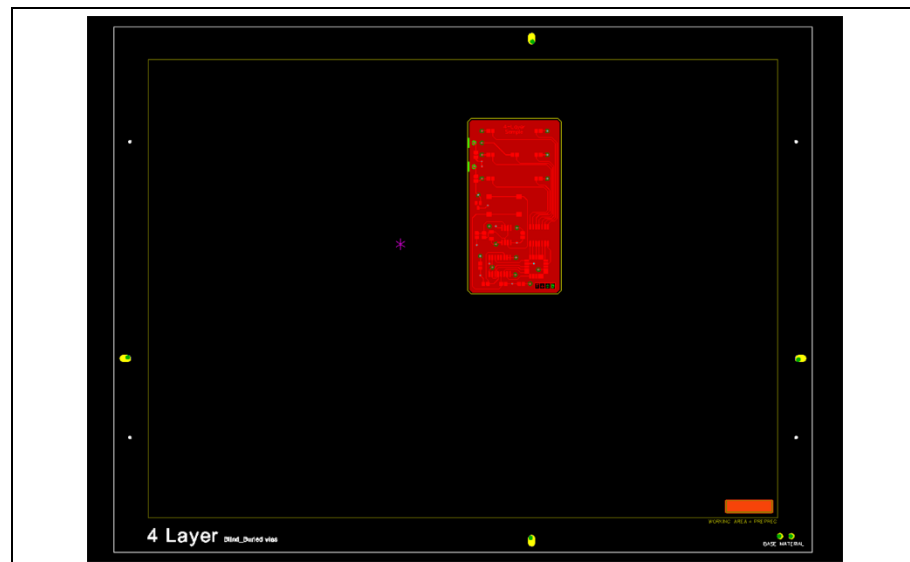 WORKING AREA + PREPREG
4 Layer Blind_Buried vias
BASE MATERIAL